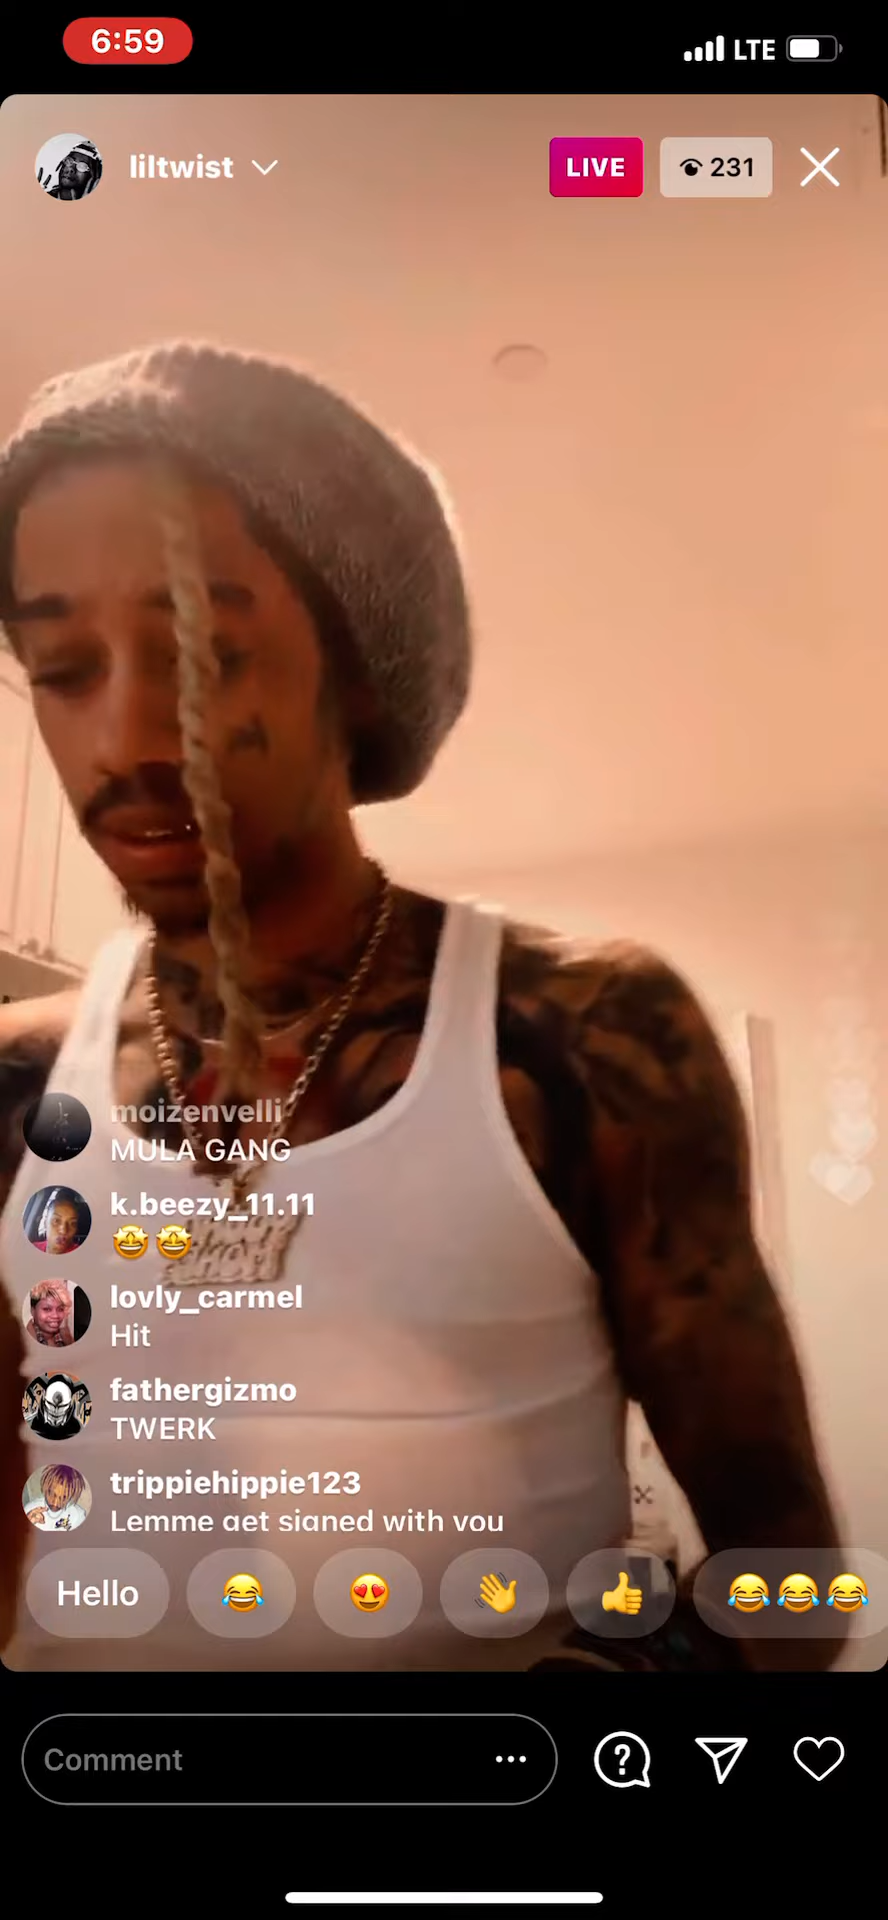 6:59
LTE
liltwist
LIVE
231
moizenvelli
MULA GANG
k.beezy_11.11
🤩🤩
lovly_carmel
Hit
fathergizmo
TWERK
trippiehippie123
Lemme get signed with you
Hello 😂 😍 👋 👍 😂😂😂
Comment